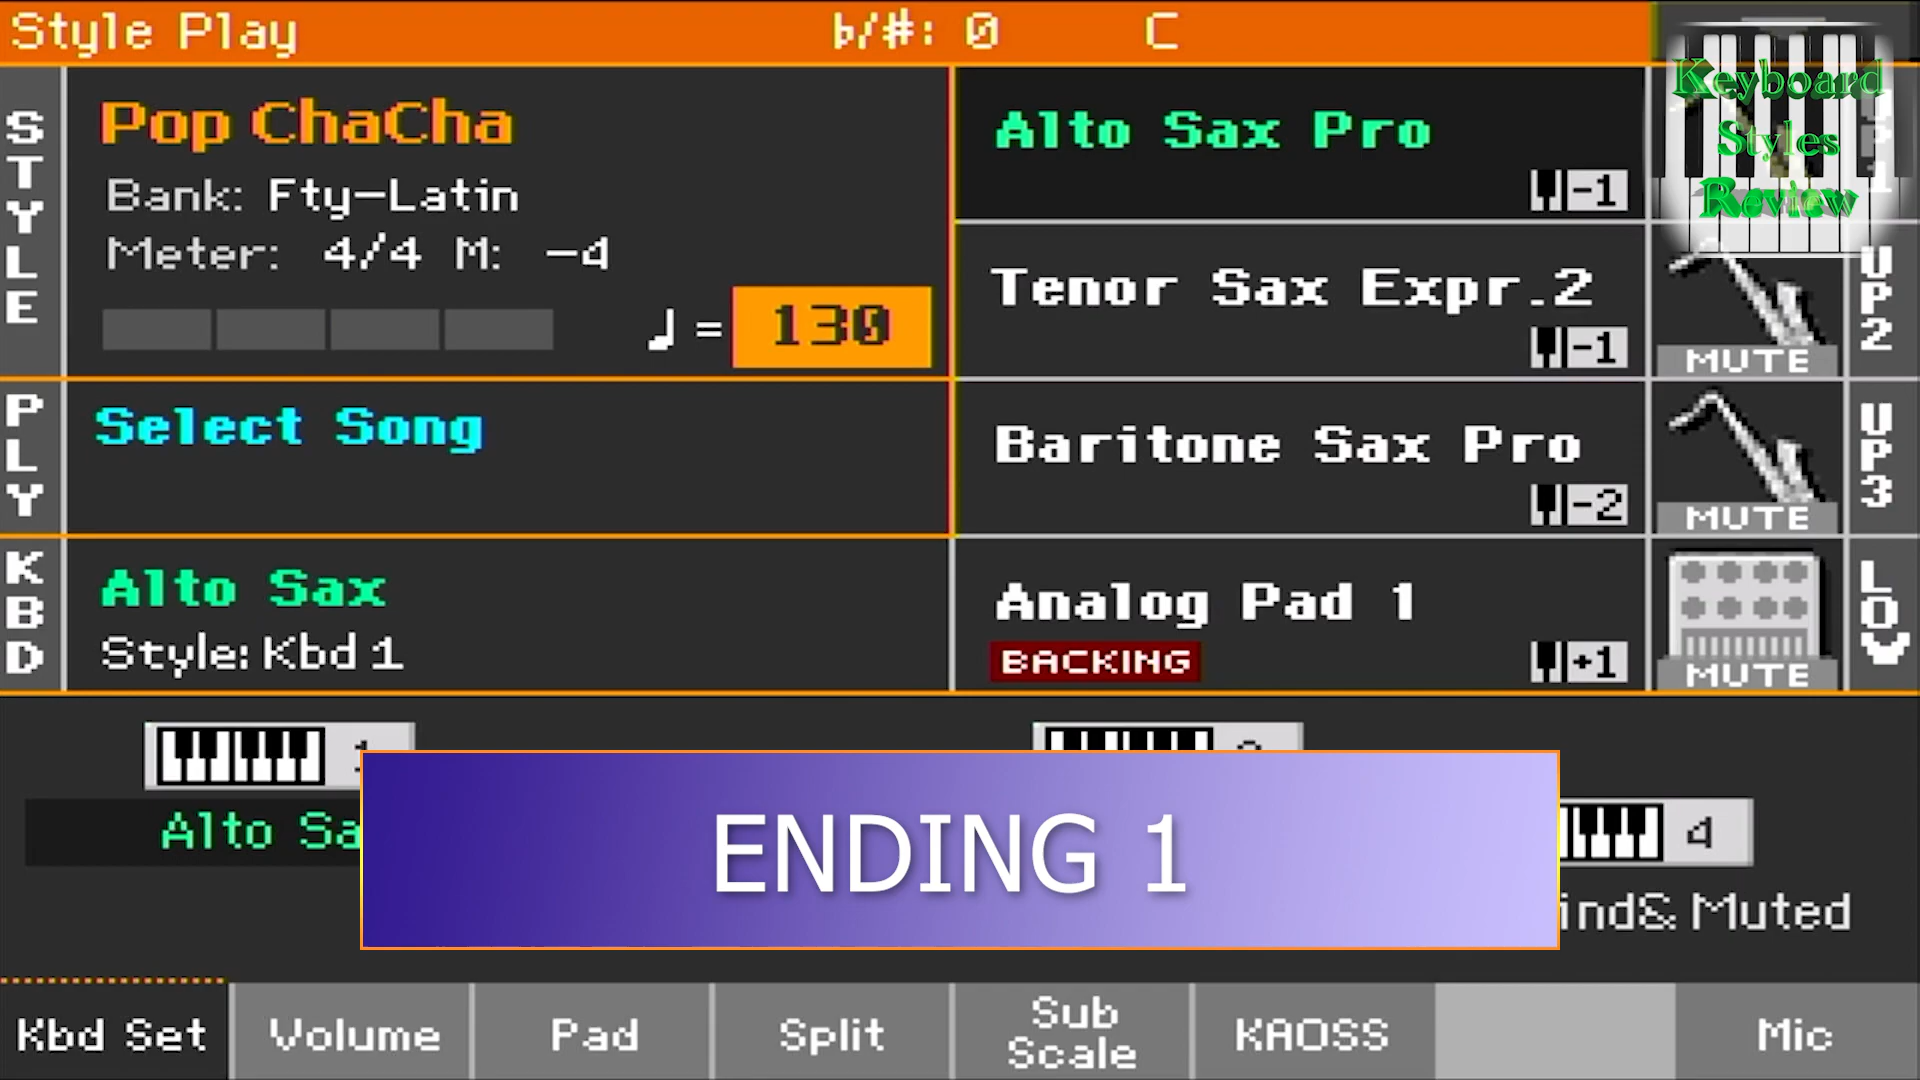 Style Play ♭/#: 0 C
Keyboard
Styles
Review
STYLE
Pop ChaCha
Bank: Fty-Latin
Meter: 4/4 M: -4
♩ = 130
Alto Sax Pro
-1
Tenor Sax Expr.2
-1
MUTE
UP2
PLY
Select Song
Baritone Sax Pro
-2
MUTE
UP3
KBD
Alto Sax
Style: Kbd 1
Analog Pad 1
BACKING
+1
MUTE
LOW
Alto
4
Muted
ENDING 1
Kbd Set
Volume
Pad
Split
Sub
Scale
KAOSS
Mic